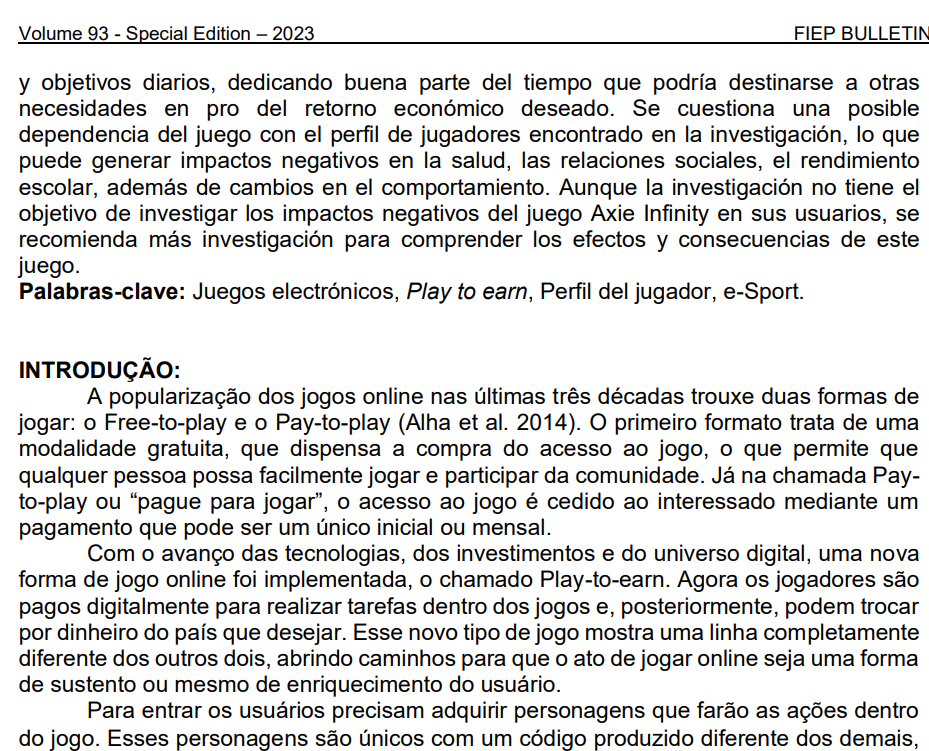 Volume 93 - Special Edition – 2023 FIEP BULLETIN
y objetivos diarios, dedicando buena parte del tiempo que podría destinarse a otras
necesidades en pro del retorno económico deseado. Se cuestiona una posible
dependencia del juego con el perfil de jugadores encontrado en la investigación, lo que
puede generar impactos negativos en la salud, las relaciones sociales, el rendimiento
escolar, además de cambios en el comportamiento. Aunque la investigación no tiene el
objetivo de investigar los impactos negativos del juego Axie Infinity en sus usuarios, se
recomienda más investigación para comprender los efectos y consecuencias de este
juego.
Palabras-clave: Juegos electrónicos, Play to earn, Perfil del jugador, e-Sport.
INTRODUÇÃO:
A popularização dos jogos online nas últimas três décadas trouxe duas formas de
jogar: o Free-to-play e o Pay-to-play (Alha et al. 2014). O primeiro formato trata de uma
modalidade gratuita, que dispensa a compra do acesso ao jogo, o que permite que
qualquer pessoa possa facilmente jogar e participar da comunidade. Já na chamada Pay-
to-play ou “pague para jogar”, o acesso ao jogo é cedido ao interessado mediante um
pagamento que pode ser um único inicial ou mensal.
Com o avanço das tecnologias, dos investimentos e do universo digital, uma nova
forma de jogo online foi implementada, o chamado Play-to-earn. Agora os jogadores são
pagos digitalmente para realizar tarefas dentro dos jogos e, posteriormente, podem trocar
por dinheiro do país que desejar. Esse novo tipo de jogo mostra uma linha completamente
diferente dos outros dois, abrindo caminhos para que o ato de jogar online seja uma forma
de sustento ou mesmo de enriquecimento do usuário.
Para entrar os usuários precisam adquirir personagens que farão as ações dentro
do jogo. Esses personagens são únicos com um código produzido diferente dos demais,